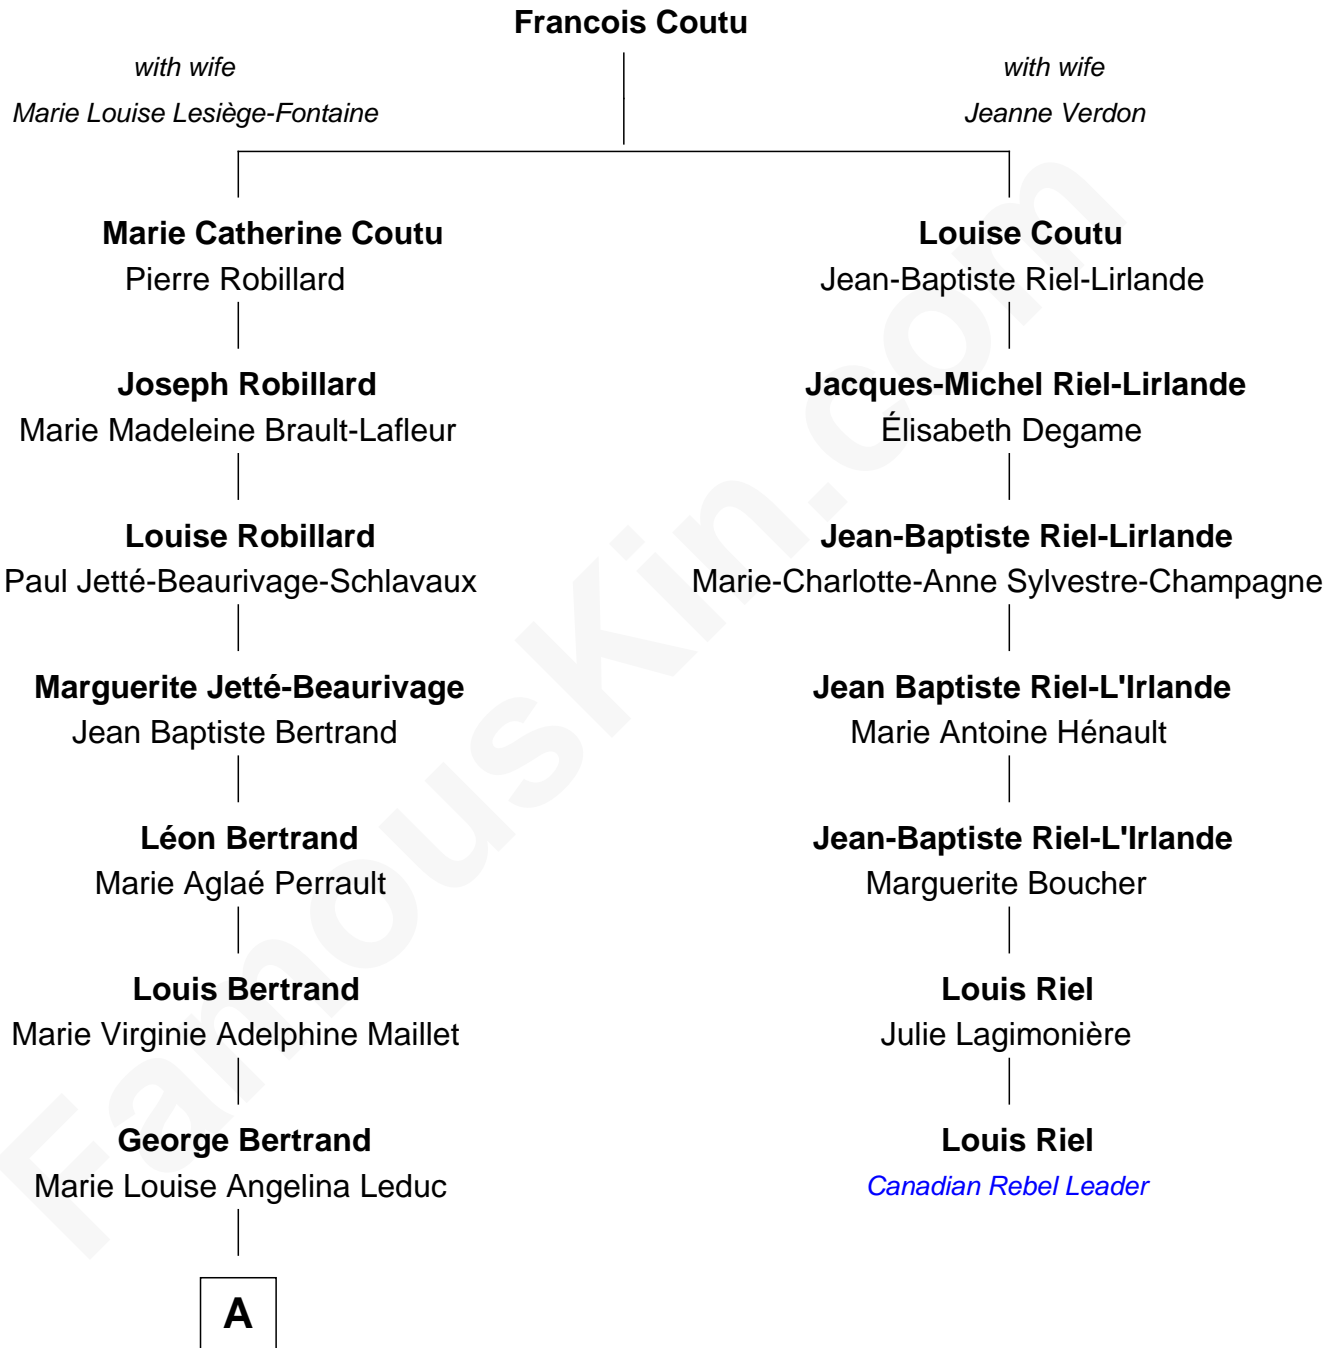 Francois Coutu
with wife
Marie Louise Lesiège-Fontaine
with wife
Jeanne Verdon
Marie Catherine Coutu
Pierre Robillard
Louise Coutu
Jean-Baptiste Riel-Lirlande
Joseph Robillard
Marie Madeleine Brault-Lafleur
Jacques-Michel Riel-Lirlande
Élisabeth Degame
Louise Robillard
Paul Jetté-Beaurivage-Schlavaux
Jean-Baptiste Riel-Lirlande
Marie-Charlotte-Anne Sylvestre-Champagne
Marguerite Jetté-Beaurivage
Jean Baptiste Bertrand
Jean Baptiste Riel-L'Irlande
Marie Antoine Hénault
Léon Bertrand
Marie Aglaé Perrault
Jean-Baptiste Riel-L'Irlande
Marguerite Boucher
Louis Bertrand
Marie Virginie Adelphine Maillet
Louis Riel
Julie Lagimonière
George Bertrand
Marie Louise Angelina Leduc
Louis Riel
Canadian Rebel Leader
A
FamousKin.com